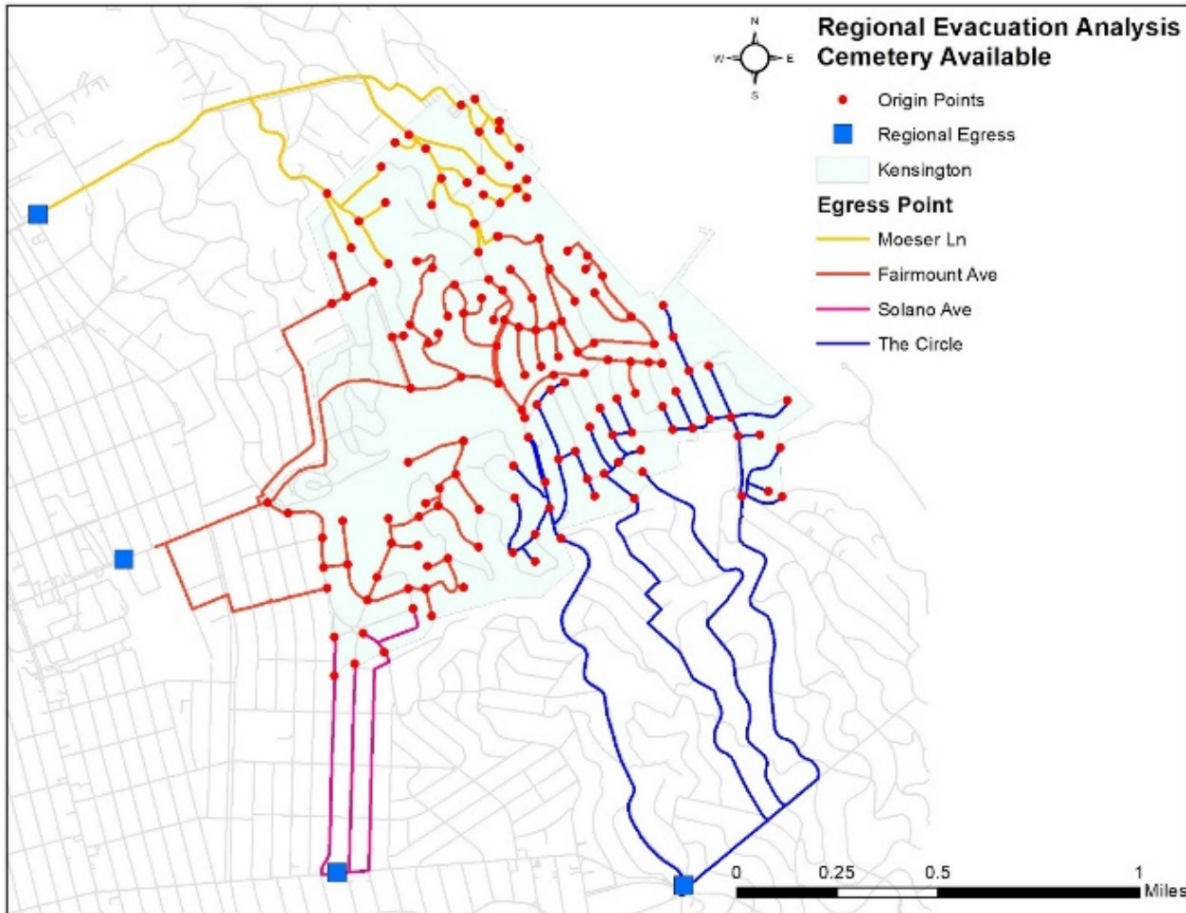 Regional Evacuation Analysis
Cemetery Available
N
W
E
S
Origin Points
Regional Egress
Kensington
Egress Point
Moeser Ln
Fairmount Ave
Solano Ave
The Circle
0 0.25 0.5 1
Miles